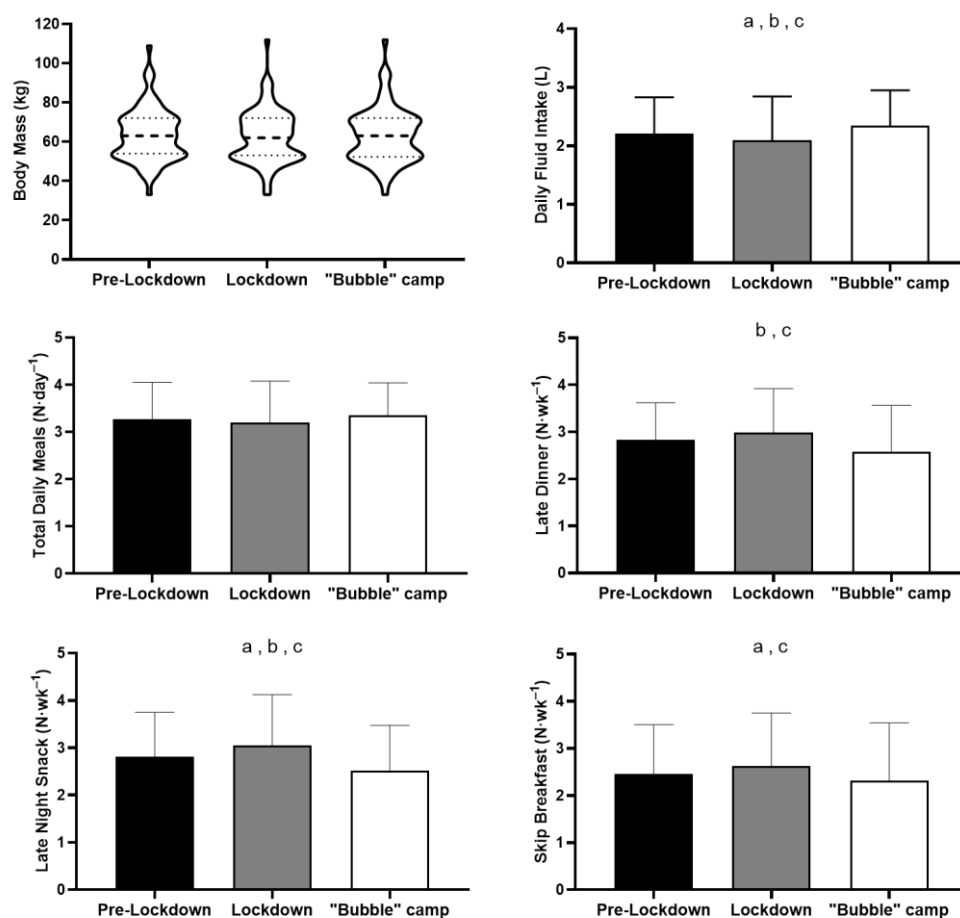 Body Mass (kg)
120
100
80
60
40
20
0
Pre-Lockdown Lockdown "Bubble" camp
a , b , c
Daily Fluid Intake (L)
4
3
2
1
0
Pre-Lockdown Lockdown "Bubble" camp
Total Daily Meals (N·day⁻¹)
5
4
3
2
1
0
Pre-Lockdown Lockdown "Bubble" camp
b , c
Late Dinner (N·wk⁻¹)
5
4
3
2
1
0
Pre-Lockdown Lockdown "Bubble" camp
a , b , c
Late Night Snack (N·wk⁻¹)
5
4
3
2
1
0
Pre-Lockdown Lockdown "Bubble" camp
a , c
Skip Breakfast (N·wk⁻¹)
5
4
3
2
1
0
Pre-Lockdown Lockdown "Bubble" camp